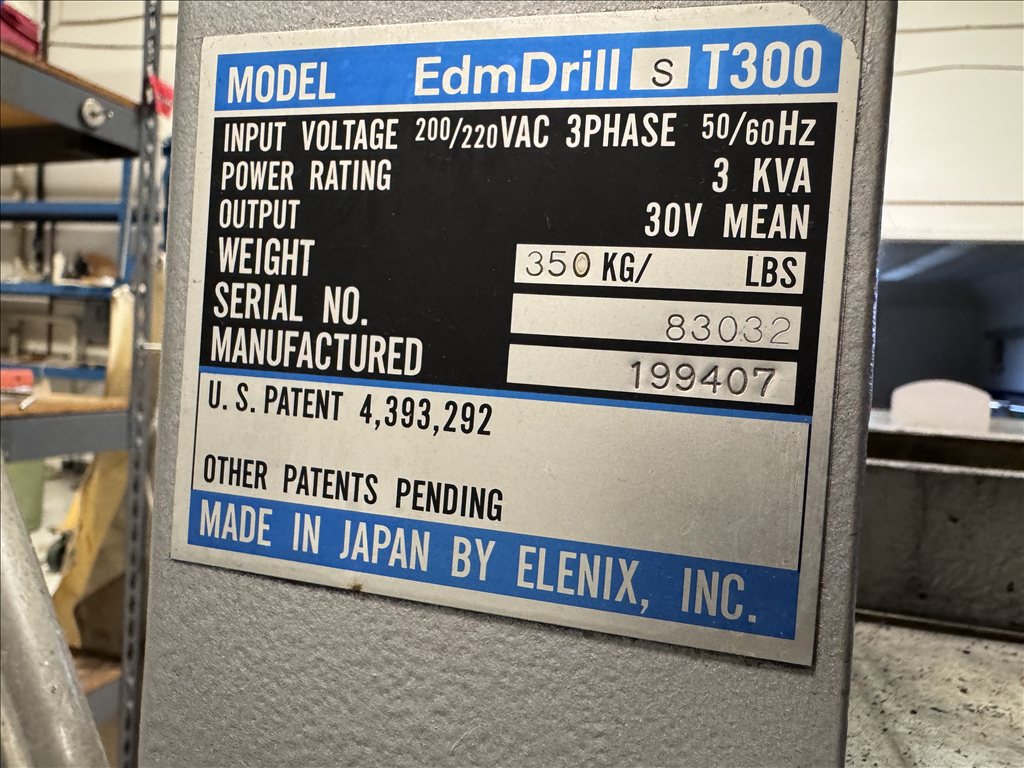 MODEL EdmDrill S T300
INPUT VOLTAGE 200/220VAC 3PHASE 50/60Hz
POWER RATING 3 KVA
OUTPUT 30V MEAN
WEIGHT 350 KG/ LBS
SERIAL NO. 83032
MANUFACTURED 199407
U.S. PATENT 4,393,292
OTHER PATENTS PENDING
MADE IN JAPAN BY ELENIX, INC.